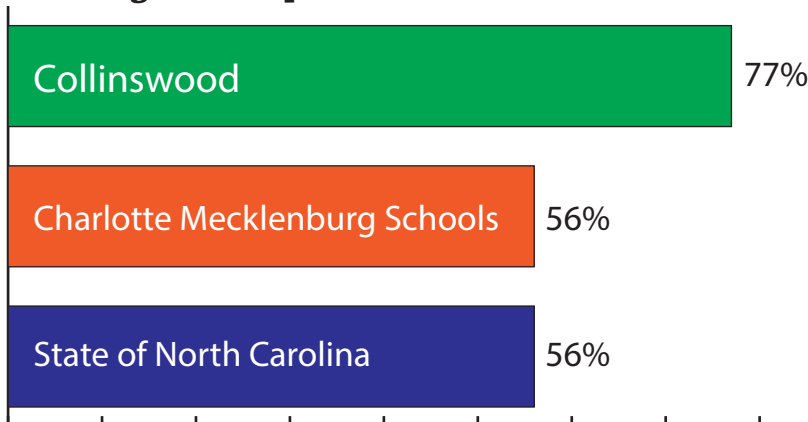 Collinswood
77%
Charlotte Mecklenburg Schools
56%
State of North Carolina
56%